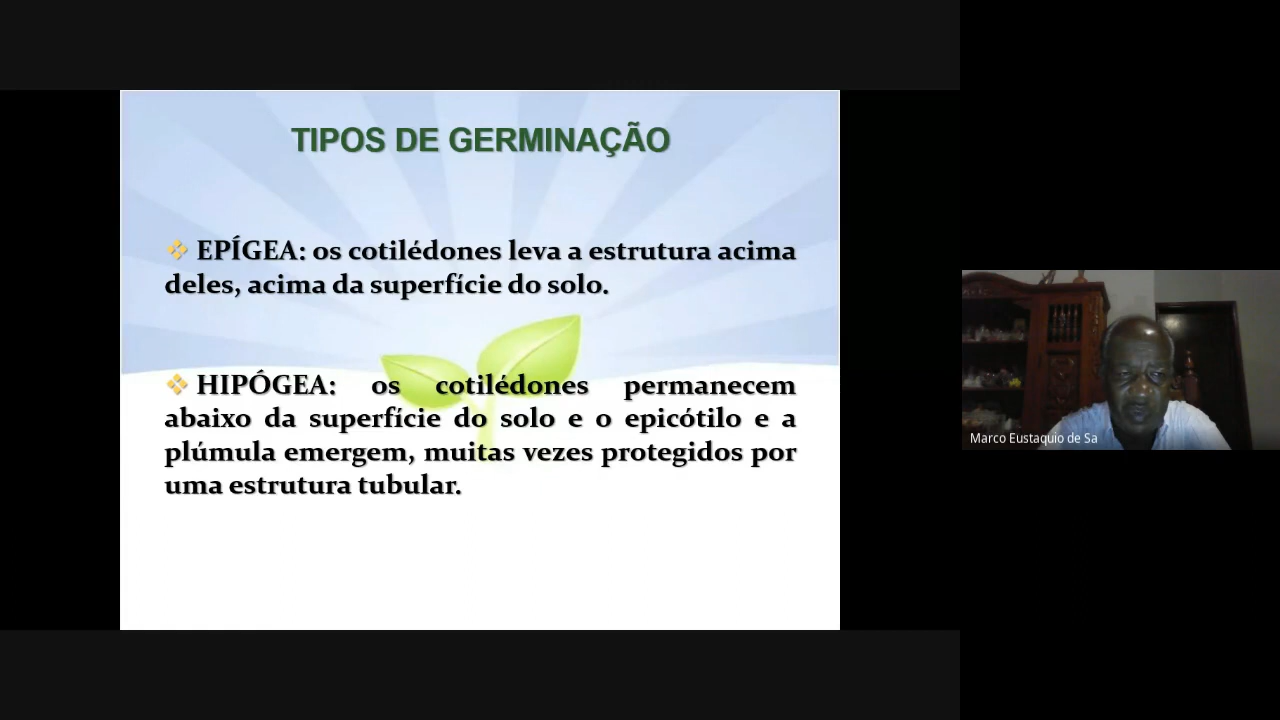 TIPOS DE GERMINAÇÃO
EPÍGEA: os cotilédones leva a estrutura acima
deles, acima da superfície do solo.
HIPÓGEA: os cotilédones permanecem
abaixo da superfície do solo e o epicótilo e a
plúmula emergem, muitas vezes protegidos por
uma estrutura tubular.
Marco Eustaquio de Sa